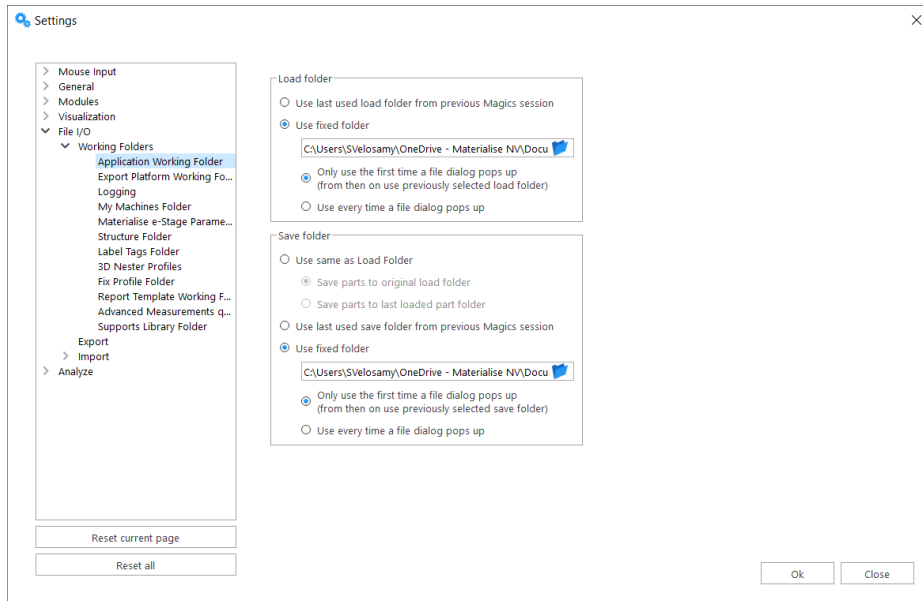 Settings
Mouse Input
General
Modules
Visualization
File I/O
Working Folders
Application Working Folder
Export Platform Working Fo...
Logging
My Machines Folder
Materialise e-Stage Parame...
Structure Folder
Label Tags Folder
3D Nester Profiles
Fix Profile Folder
Report Template Working F...
Advanced Measurements q...
Supports Library Folder
Export
Import
Analyze
Reset current page
Reset all
Load folder
Use last used load folder from previous Magics session
Use fixed folder
C:\Users\SVelosamy\OneDrive - Materialise NV\Docu
Only use the first time a file dialog pops up
(from then on use previously selected load folder)
Use every time a file dialog pops up
Save folder
Use same as Load Folder
Save parts to original load folder
Save parts to last loaded part folder
Use last used save folder from previous Magics session
Use fixed folder
C:\Users\SVelosamy\OneDrive - Materialise NV\Docu
Only use the first time a file dialog pops up
(from then on use previously selected save folder)
Use every time a file dialog pops up
Ok
Close